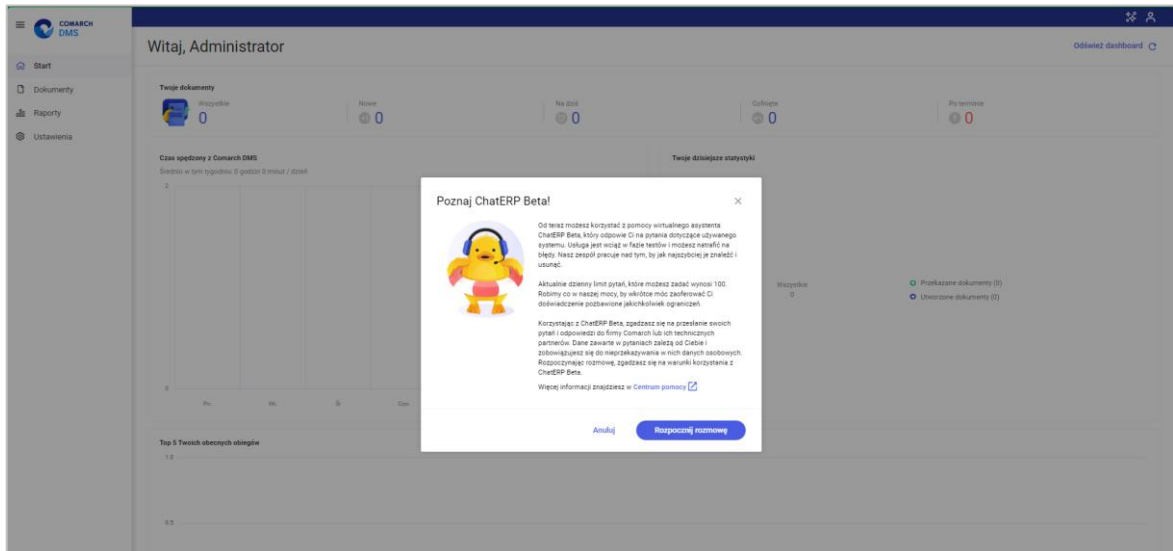 COMARCH
DMS
Start
Dokumenty
Raporty
Ustawienia
Witaj, Administrator
Odśwież dashboard
Twoje dokumenty
Wszystkie
0
Nowe
0
Na dziś
0
Cofnięte
0
Po terminie
0
Czas spędzony z Comarch DMS
Średnio w tym tygodniu: 0 godzin 0 minut / dzień
2
0
Pn.
Wt.
Śr.
Czw.
Twoje dzisiejsze statystyki
Wszystkie
0
Przekazane dokumenty (0)
Utworzone dokumenty (0)
Poznaj ChatERP Beta!
Od teraz możesz korzystać z pomocy wirtualnego asystenta
ChatERP Beta, który odpowie Ci na pytania dotyczące używanego
systemu. Usługa jest wciąż w fazie testów i możesz natrafić na
błędy. Nasz zespół pracuje nad tym, by jak najszybciej je znaleźć i
usunąć.
Aktualnie dzienny limit pytań, które możesz zadać wynosi 100.
Robimy co w naszej mocy, by wkrótce móc zaoferować Ci
doświadczenie pozbawione jakichkolwiek ograniczeń.
Korzystając z ChatERP Beta, zgadzasz się na przesłanie swoich
pytań i odpowiedzi do firmy Comarch lub ich technicznych
partnerów. Dane zawarte w pytaniach zależą od Ciebie i
zobowiązujesz się do nieprzekazywania w nich danych osobowych.
Rozpoczynając rozmowę, zgadzasz się na warunki korzystania z
ChatERP Beta.
Więcej informacji znajdziesz w Centrum pomocy
Anuluj
Rozpocznij rozmowę
Top 5 Twoich obecnych obiegów
1.0
0.5